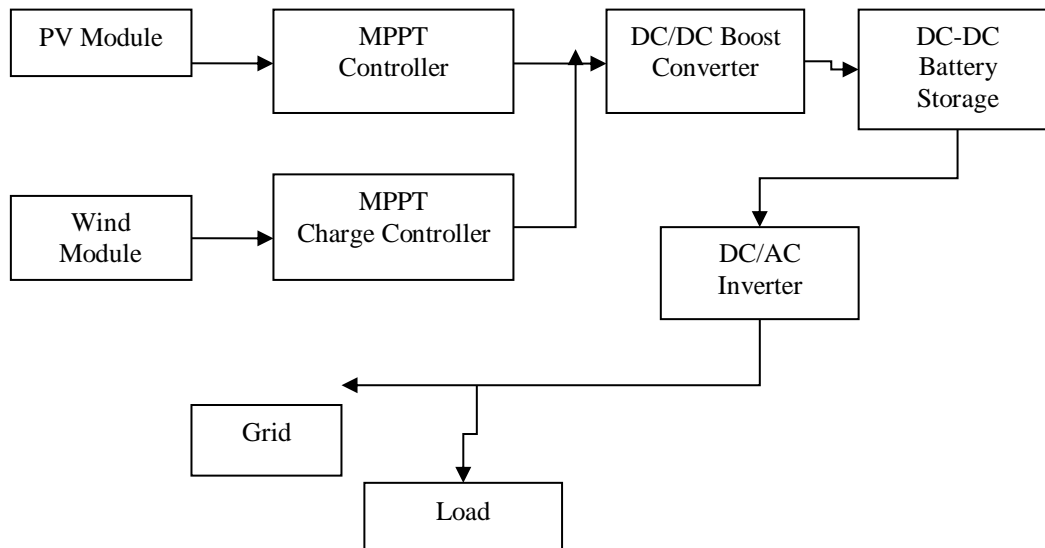 PV Module
MPPT
Controller
DC/DC Boost
Converter
DC-DC
Battery
Storage
Wind
Module
MPPT
Charge Controller
DC/AC
Inverter
Grid
Load